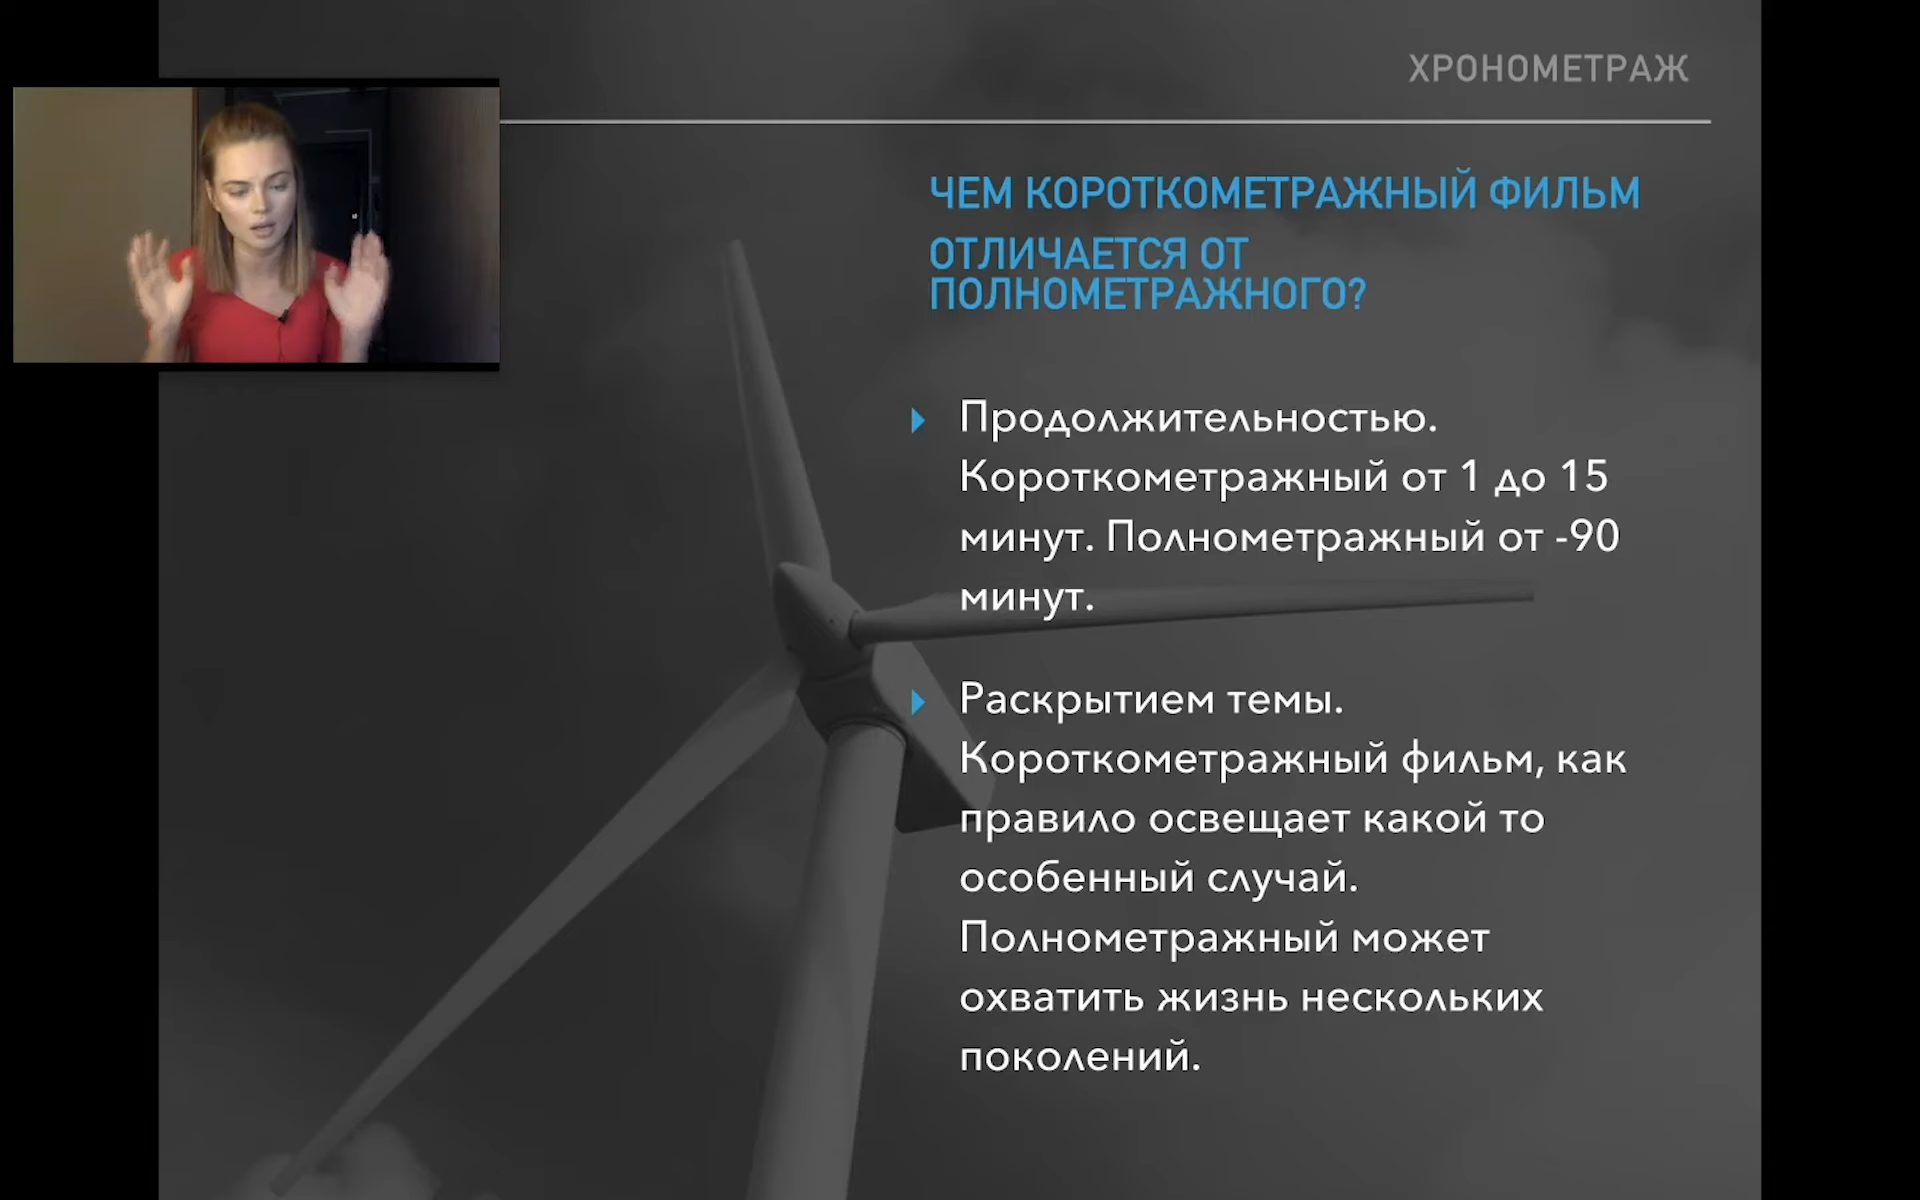 ХРОНОМЕТРАЖ
ЧЕМ КОРОТКОМЕТРАЖНЫЙ ФИЛЬМ
ОТЛИЧАЕТСЯ ОТ
ПОЛНОМЕТРАЖНОГО?
Продолжительностью.
Короткометражный от 1 до 15
минут. Полнометражный от -90
минут.
Раскрытием темы.
Короткометражный фильм, как
правило освещает какой то
особенный случай.
Полнометражный может
охватить жизнь нескольких
поколений.